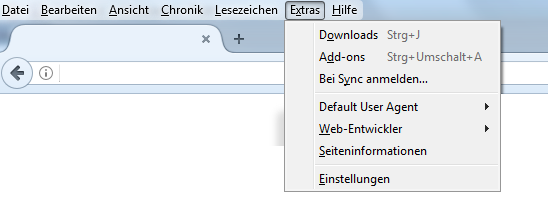 Datei Bearbeiten Ansicht Chronik Lesezeichen Extras Hilfe
Downloads Strg+J
Add-ons Strg+Umschalt+A
Bei Sync anmelden...
Default User Agent
Web-Entwickler
Seiteninformationen
Einstellungen